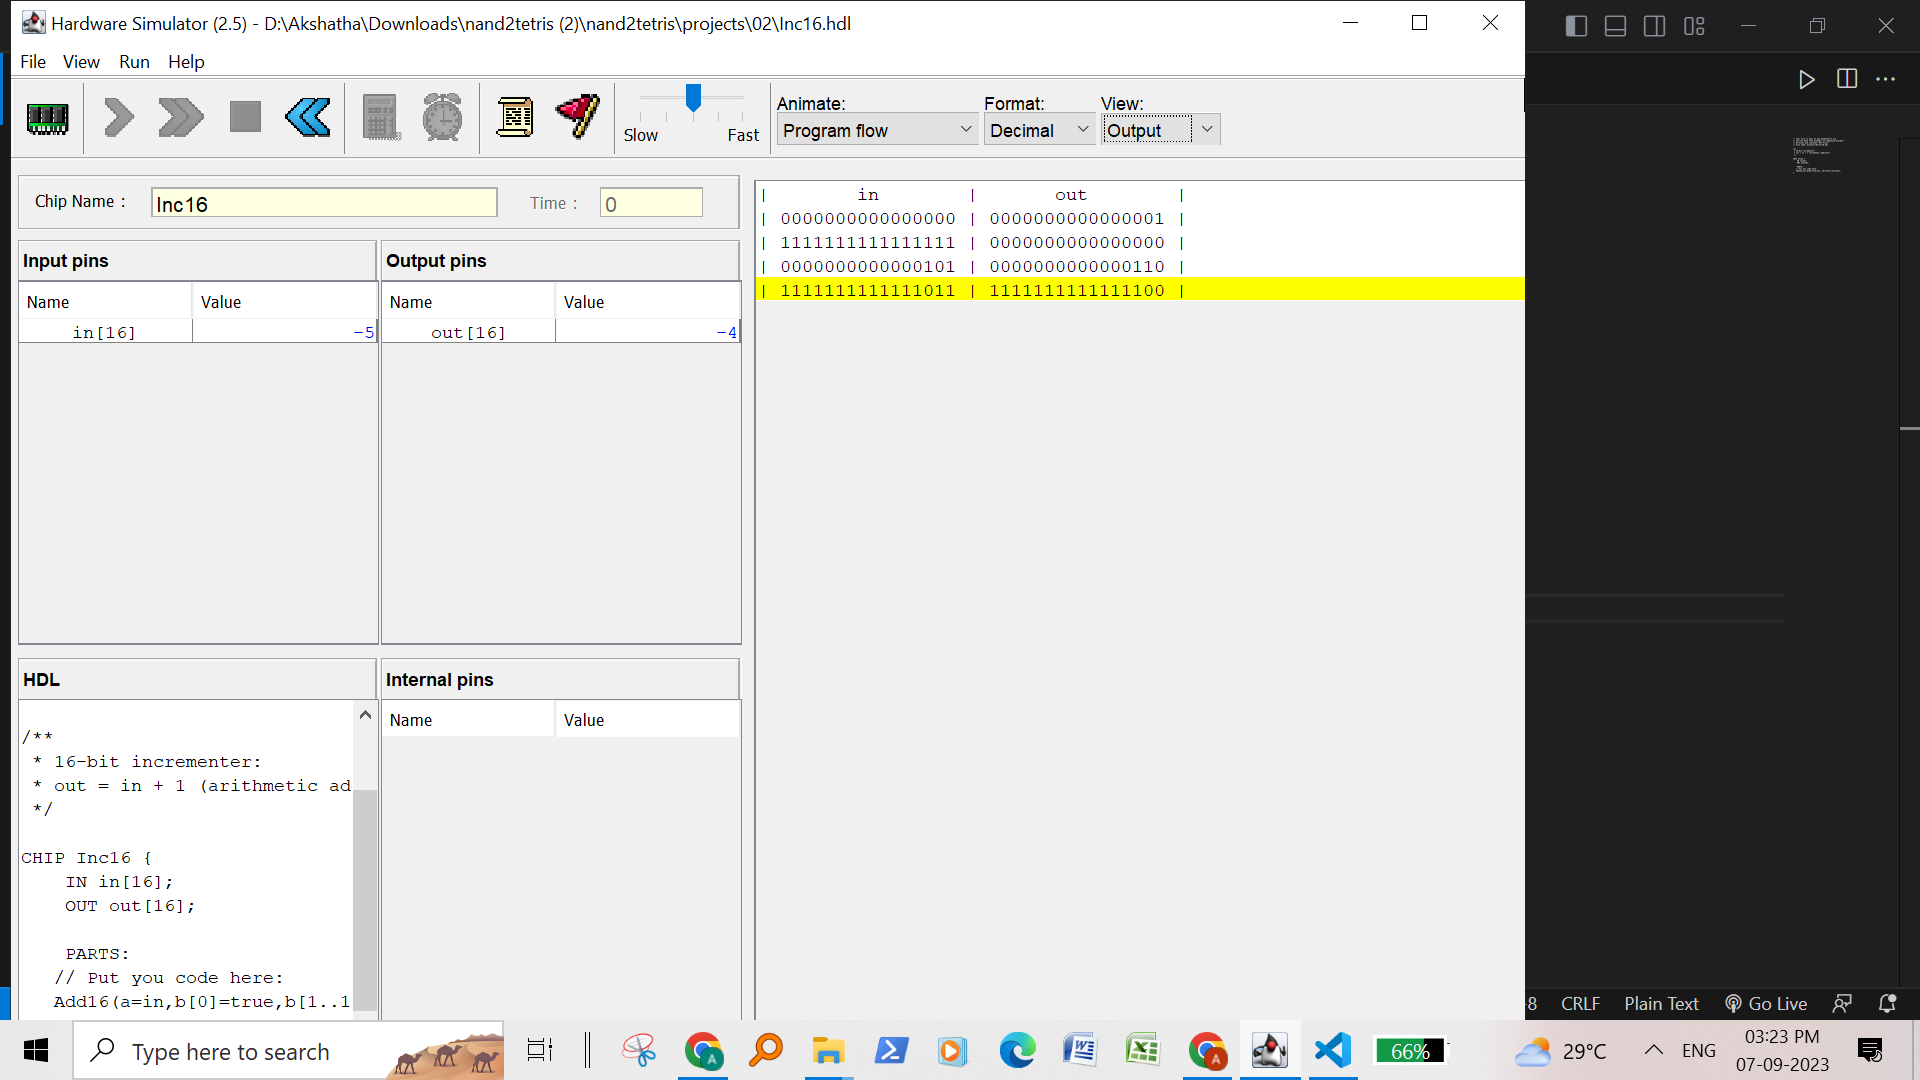 Hardware Simulator (2.5) - D:\Akshatha\Downloads\nand2tetris (2)\nand2tetris\projects\02\Inc16.hdl
File View Run Help
Slow Fast
Animate: Format: View:
Program flow Decimal Output
Chip Name : Inc16 Time : 0
Input pins Output pins
Name Value Name Value
in[16] -5 out[16] -4
| in | out |
| 0000000000000000 | 0000000000000001 |
| 1111111111111111 | 0000000000000000 |
| 0000000000000101 | 0000000000000110 |
| 1111111111111011 | 1111111111111100 |
HDL Internal pins
Name Value
/**
* 16-bit incrementer:
* out = in + 1 (arithmetic ad
*/
CHIP Inc16 {
IN in[16];
OUT out[16];
PARTS:
// Put you code here:
Add16(a=in,b[0]=true,b[1..1
-8 CRLF Plain Text Go Live
Type here to search
66% 29°C ENG 03:23 PM
07-09-2023